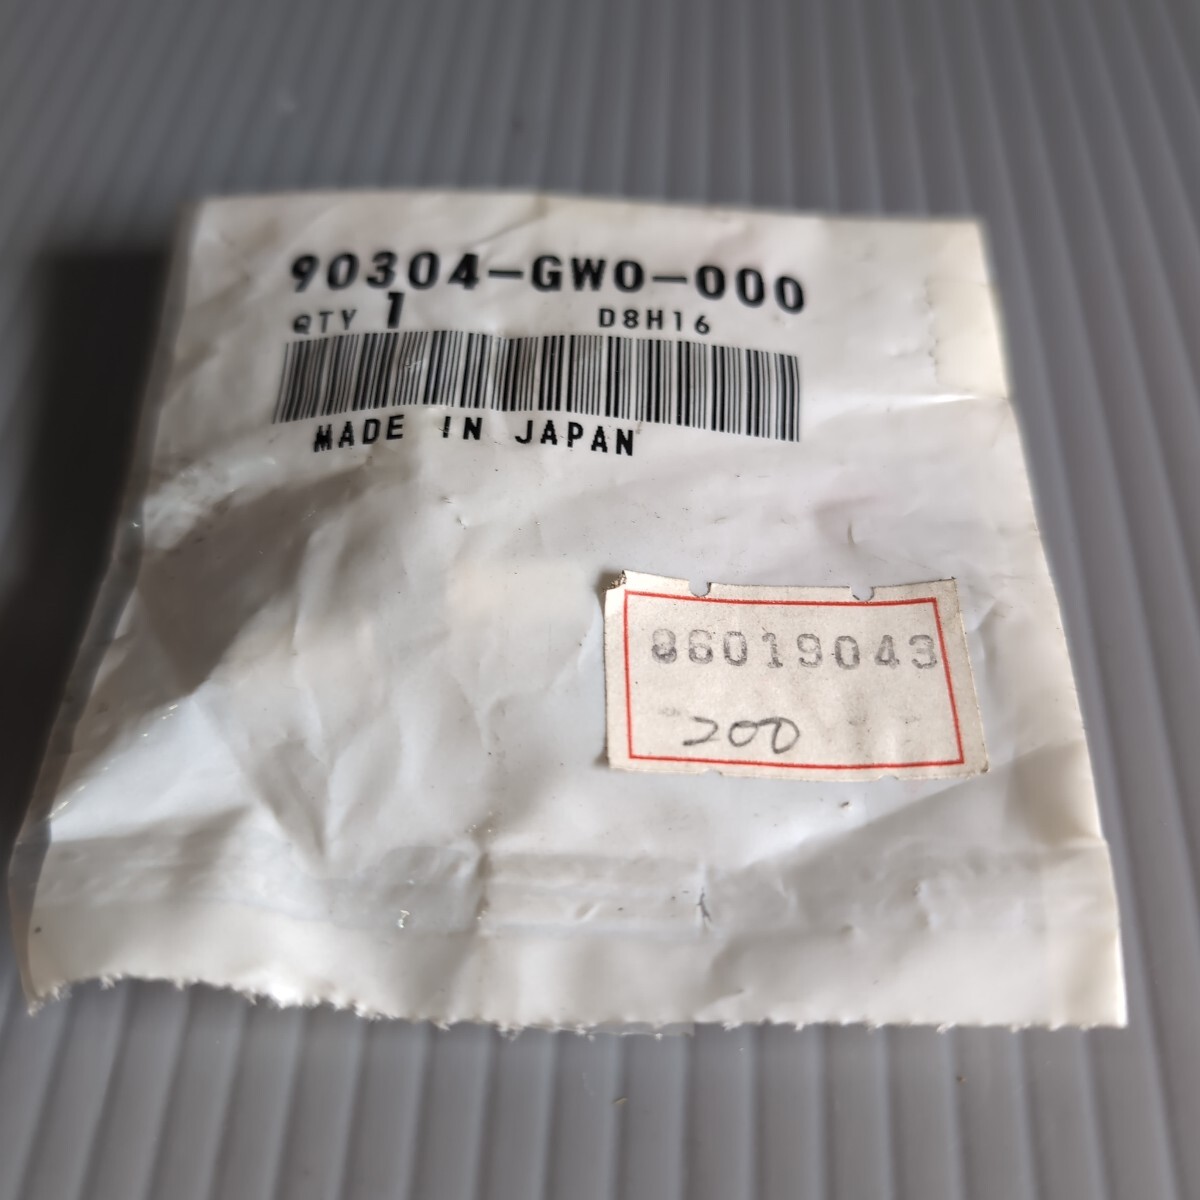 90304-GW0-000
QTY 1 D8H16
MADE IN JAPAN
86019043
200